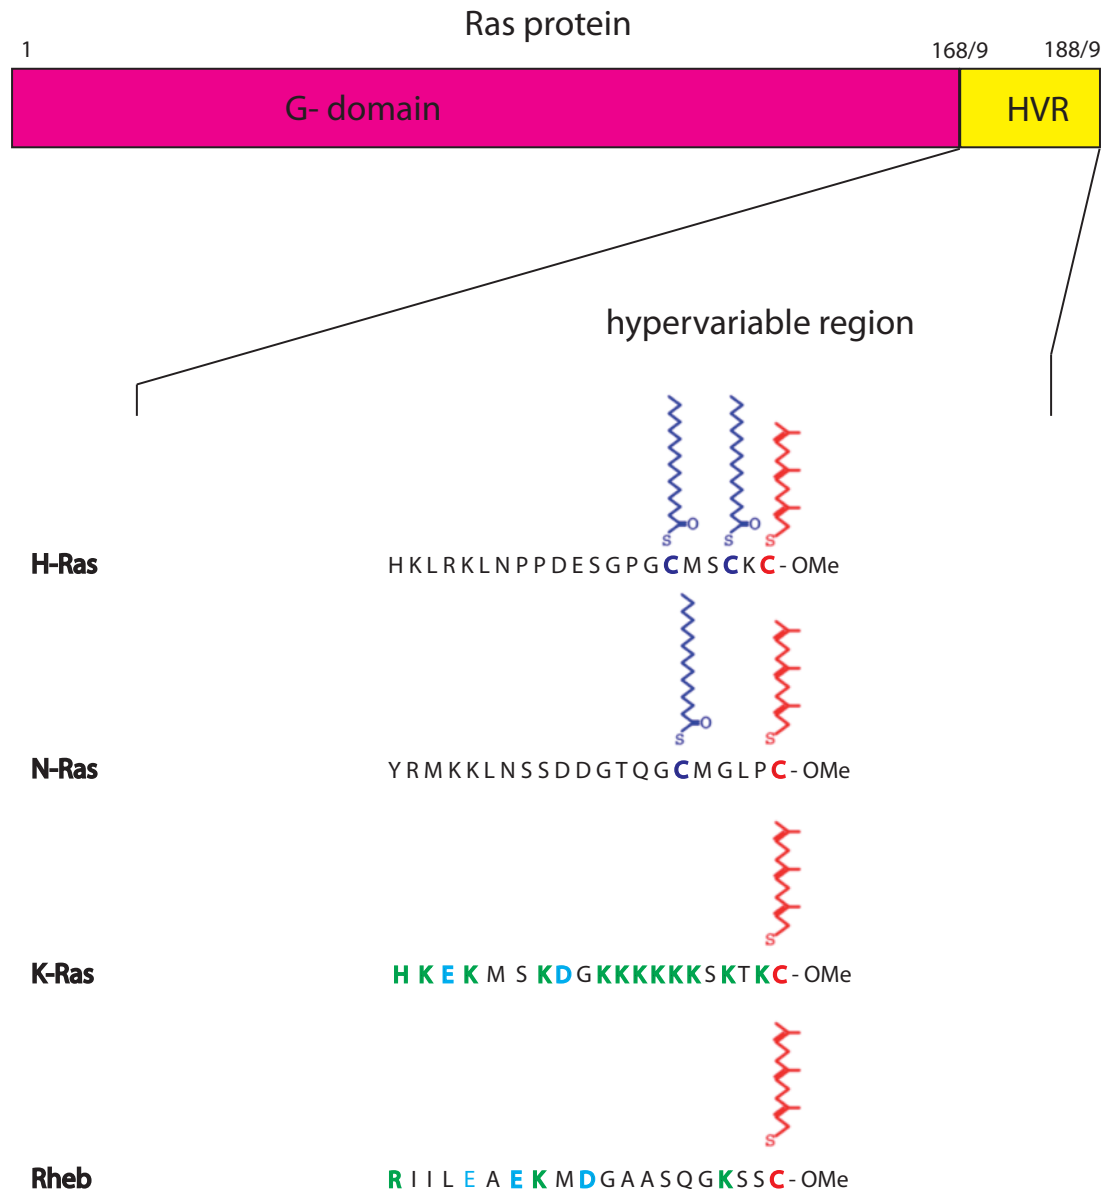 Ras protein
1 168/9 188/9
G- domain HVR
hypervariable region
O O
S S S
H-Ras HKLRKLNPPDESGPGCMSCKC-OMe
O
S S
N-Ras YRMKKLNSSDDGTQGCMGLPC-OMe
S
K-Ras HKEKMSKDGKKKKKKSKTKC-OMe
S
Rheb RIILEAEKMDGAASQGKSSC-OMe